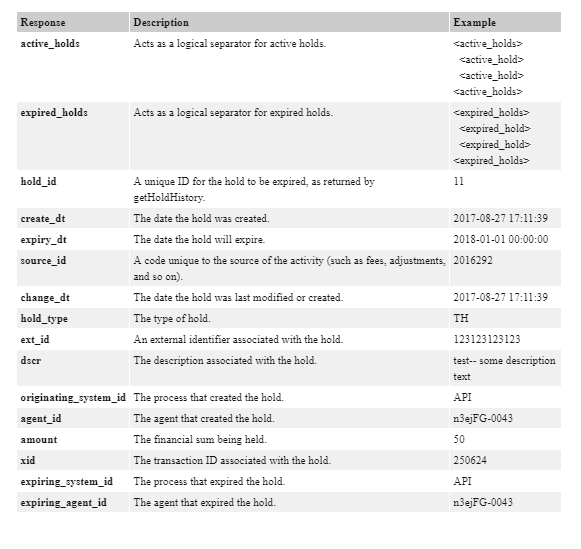 Response Description Example
active_holds Acts as a logical separator for active holds. <active_holds>
<active_hold>
<active_hold>
<active_holds>
expired_holds Acts as a logical separator for expired holds. <expired_holds>
<expired_hold>
<expired_hold>
<expired_holds>
hold_id A unique ID for the hold to be expired, as returned by 11
getHoldHistory.
create_dt The date the hold was created. 2017-08-27 17:11:39
expiry_dt The date the hold will expire. 2018-01-01 00:00:00
source_id A code unique to the source of the activity (such as fees, adjustments, 2016292
and so on).
change_dt The date the hold was last modified or created. 2017-08-27 17:11:39
hold_type The type of hold. TH
ext_id An external identifier associated with the hold. 123123123123
dscr The description associated with the hold. test-- some description
text
originating_system_id The process that created the hold. API
agent_id The agent that created the hold. n3ejFG-0043
amount The financial sum being held. 50
xid The transaction ID associated with the hold. 250624
expiring_system_id The process that expired the hold. API
expiring_agent_id The agent that expired the hold. n3ejFG-0043